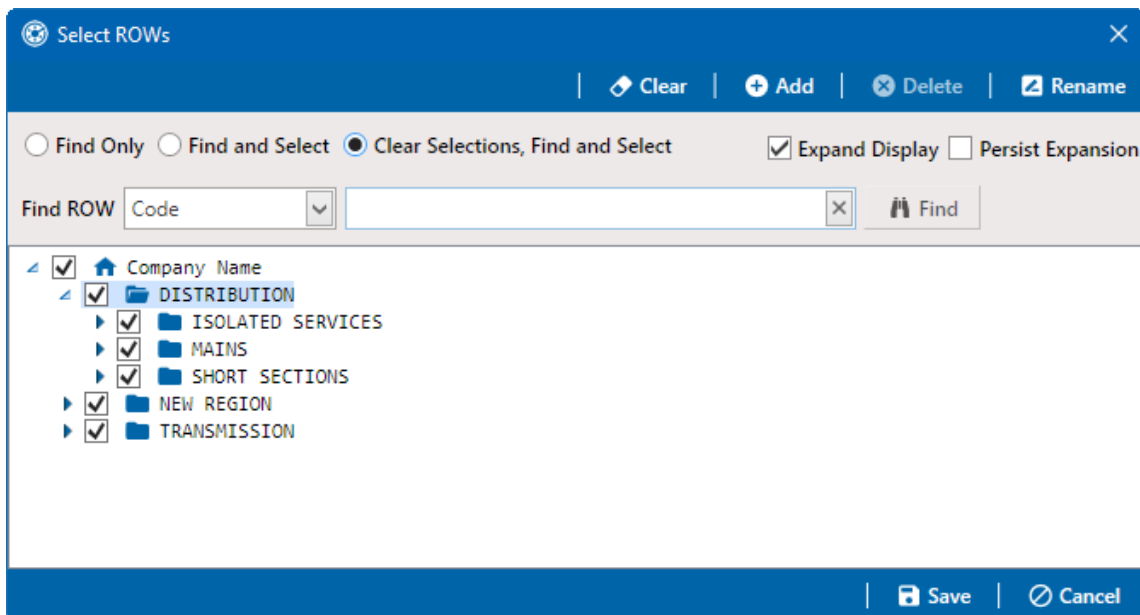 Select ROWs
Clear Add Delete Rename
Find Only Find and Select Clear Selections, Find and Select Expand Display Persist Expansion
Find ROW Code Find
Company Name
DISTRIBUTION
ISOLATED SERVICES
MAINS
SHORT SECTIONS
NEW REGION
TRANSMISSION
Save Cancel